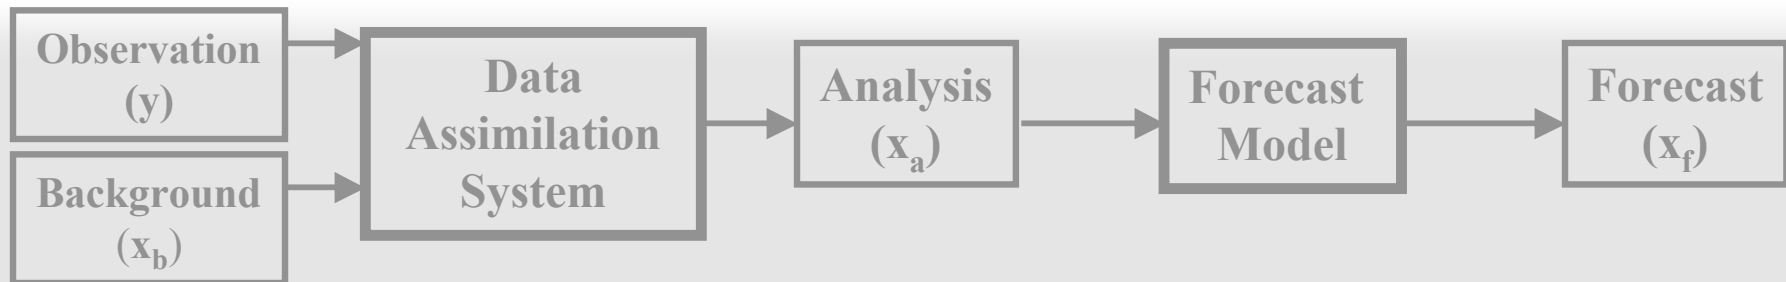 Observation
(y)
Background
(x_b)
Data
Assimilation
System
Analysis
(x_a)
Forecast
Model
Forecast
(x_f)